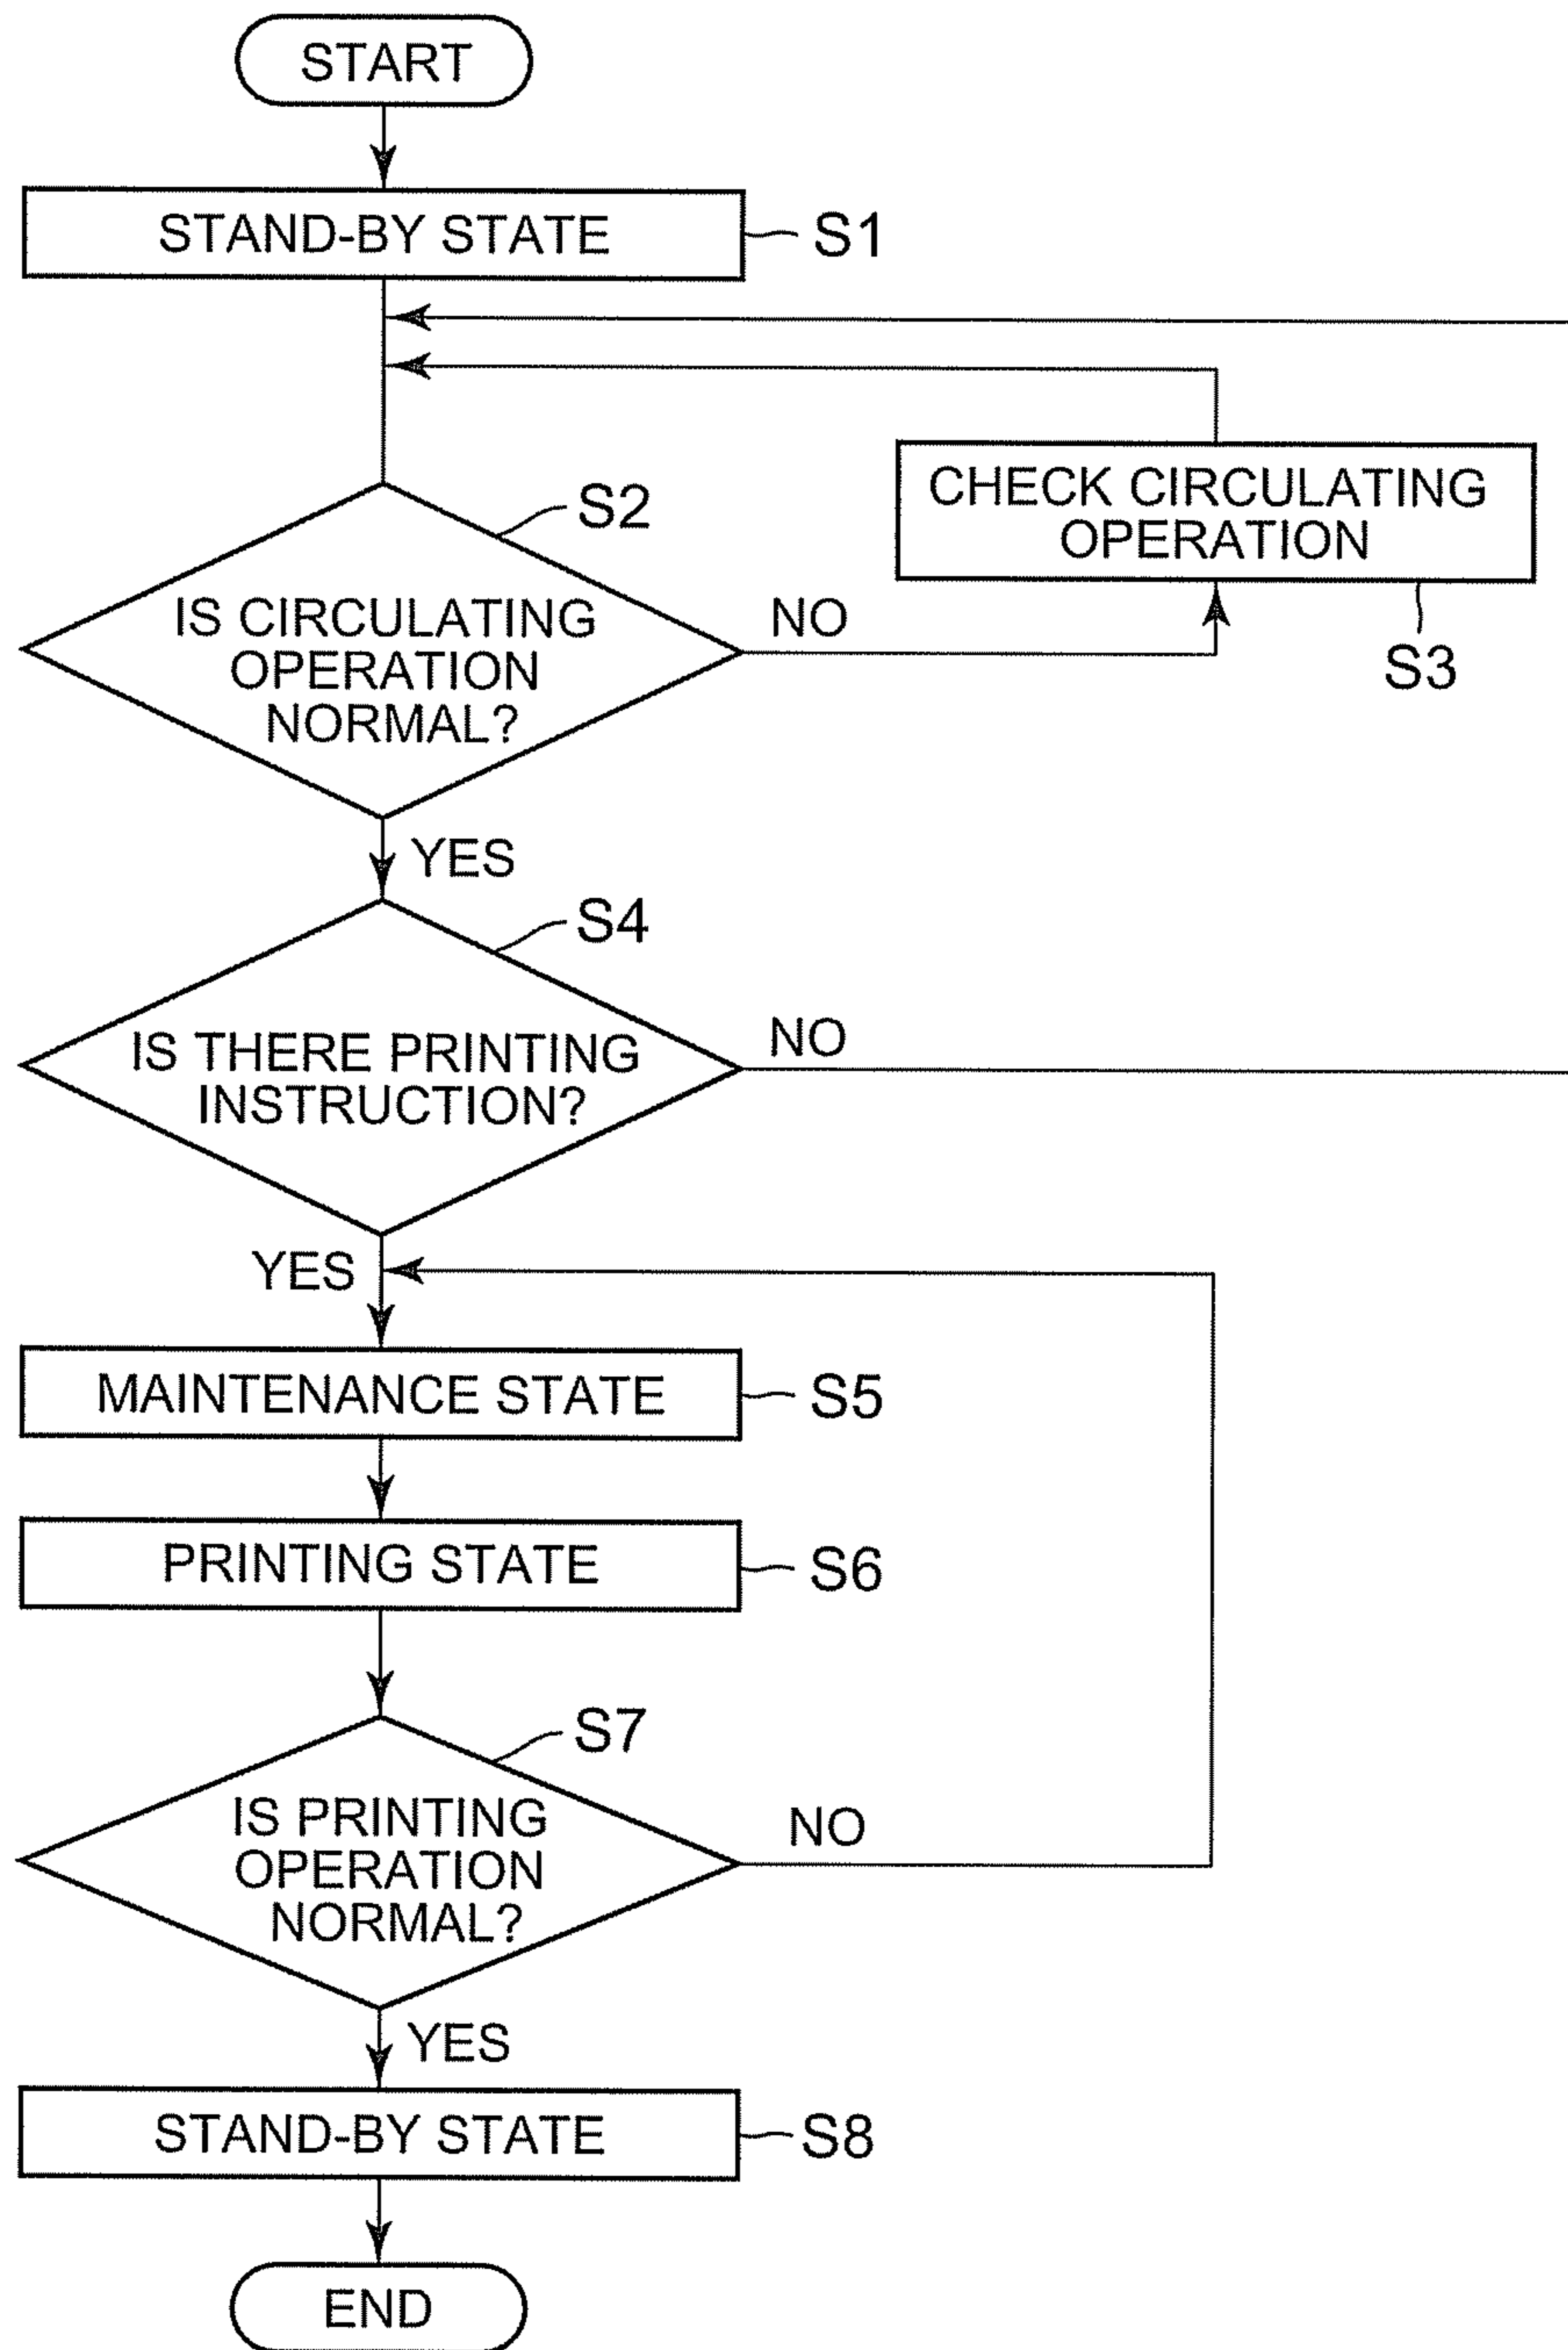 START
STAND-BY STATE
S1
CHECK CIRCULATING
OPERATION
S3
S2
IS CIRCULATING
OPERATION
NORMAL?
NO
YES
S4
IS THERE PRINTING
INSTRUCTION?
NO
YES
MAINTENANCE STATE
S5
PRINTING STATE
S6
S7
IS PRINTING
OPERATION
NORMAL?
NO
YES
STAND-BY STATE
S8
END